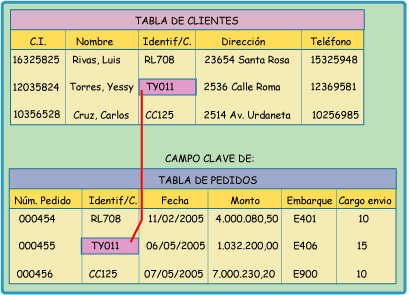 TABLA DE CLIENTES
C.I. Nombre Identif/C. Dirección Teléfono
16325825 Rivas, Luis RL708 23654 Santa Rosa 15325948
12035824 Torres, Yessy TY011 2536 Calle Roma 12369581
10356528 Cruz, Carlos CC125 2514 Av. Urdaneta 10256985
CAMPO CLAVE DE:
TABLA DE PEDIDOS
Núm. Pedido Identif/C. Fecha Monto Embarque Cargo envio
000454 RL708 11/02/2005 4.000.080,50 E401 10
000455 TY011 06/05/2005 1.032.200,00 E406 15
000456 CC125 07/05/2005 7.000.230,20 E900 10